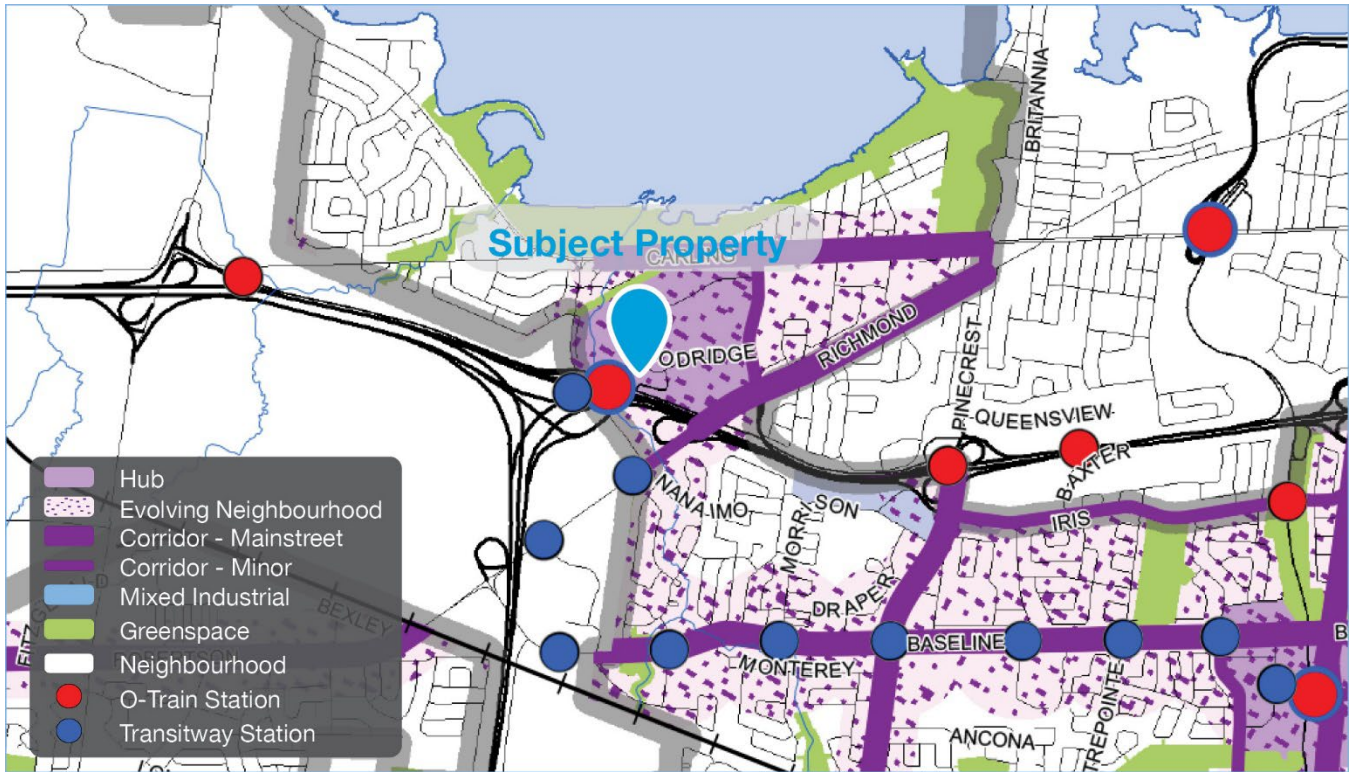 BRITANNIA
Subject Property
CARLING
ODRIDGE
RICHMOND
PINECREST
QUEENSVIEW
BAXTER
NANAIMO
MORRISON
IRIS
DRAPER
BASELINE
MONTEREY
TREPOINTE
ANCONA
BEXLEY
ROBERTSON
Hub
Evolving Neighbourhood
Corridor - Mainstreet
Corridor - Minor
Mixed Industrial
Greenspace
Neighbourhood
O-Train Station
Transitway Station